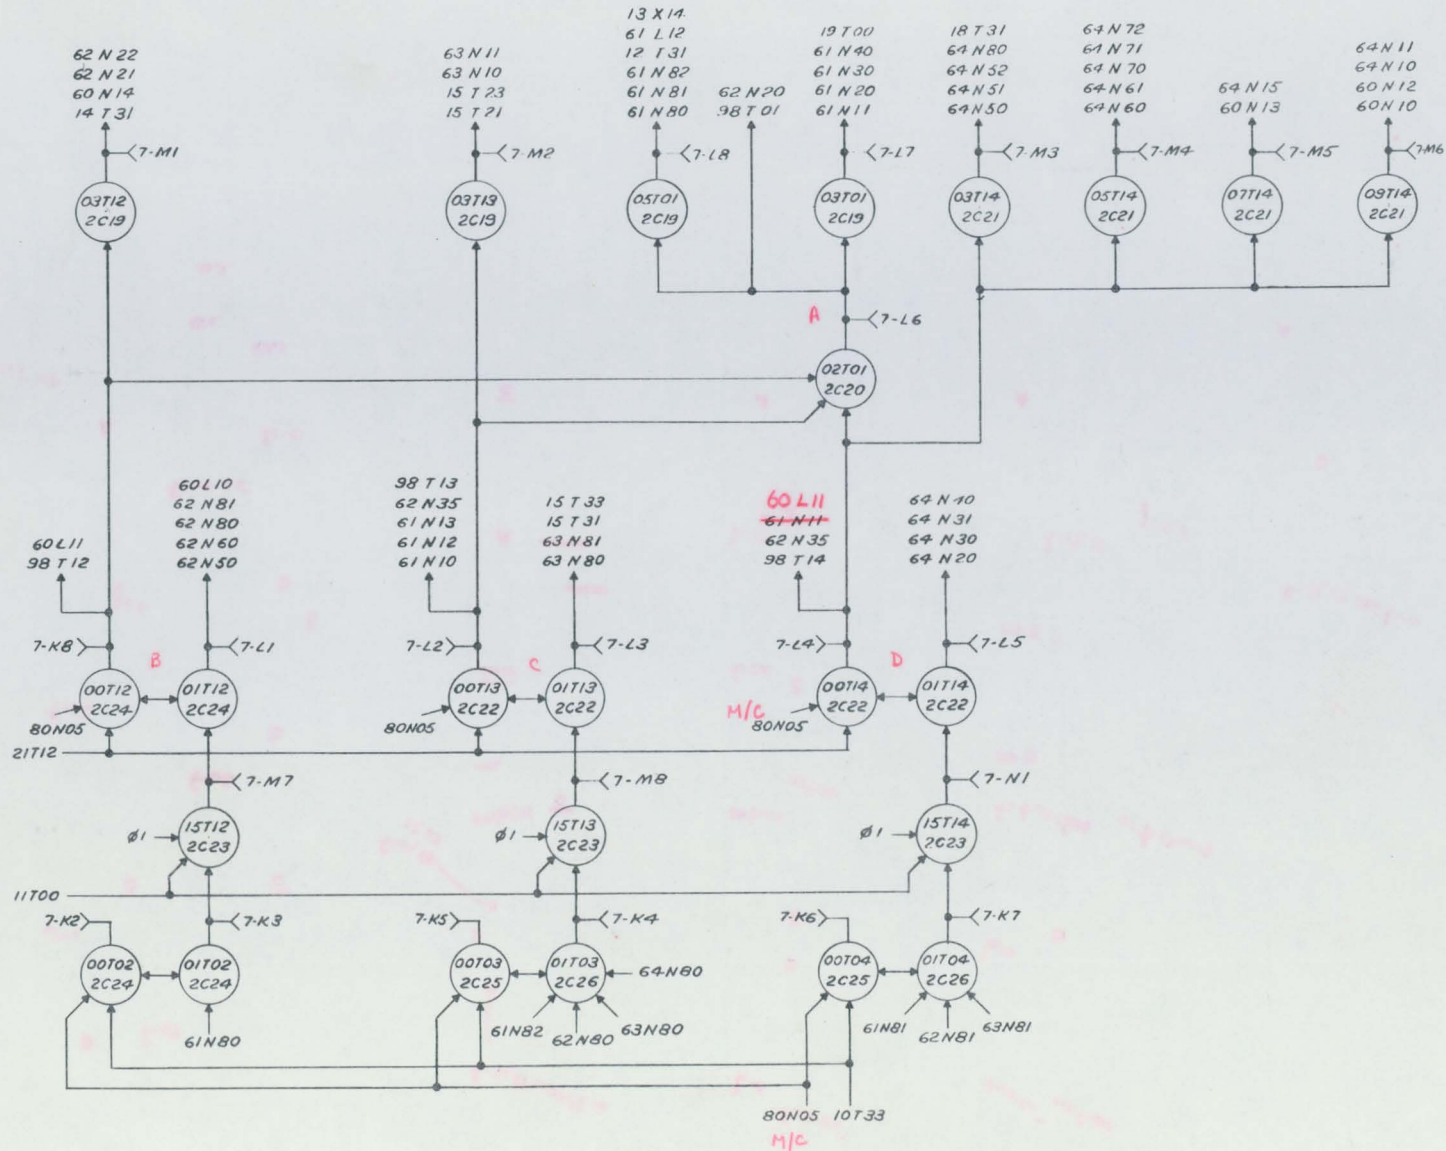 62 N 22
62 N 21
60 N 14
14 T 31
63 N 11
63 N 10
15 T 23
15 T 21
13 X 14
61 L 12
12 T 31
61 N 82
61 N 81
61 N 80
62 N 20
98 T 01
19 T 00
61 N 40
61 N 30
61 N 20
61 N 11
18 T 31
64 N 80
64 N 52
64 N 51
64 N 50
64 N 72
64 N 71
64 N 70
64 N 61
64 N 60
64 N 15
60 N 13
64 N 11
64 N 10
60 N 12
60 N 10
7-M1
7-M2
7-L8
7-L7
7-M3
7-M4
7-M5
7-M6
03T12
2C19
03T13
2C19
05T01
2C19
03T01
2C19
03T14
2C21
05T14
2C21
07T14
2C21
09T14
2C21
A
7-L6
02T01
2C20
60 L11
98 T 12
60 L 10
62 N 81
62 N 80
62 N 60
62 N 50
98 T 13
62 N 35
61 N 13
61 N 12
61 N 10
15 T 33
15 T 31
63 N 81
63 N 80
60 L 11
61 N 11
62 N 35
98 T 14
64 N 40
64 N 31
64 N 30
64 N 20
7-K8
B
7-L1
7-L2
C
7-L3
7-L4
D
7-L5
00T12
2C24
01T12
2C24
00T13
2C22
01T13
2C22
00T14
2C22
01T14
2C22
80N05
80N05
M/C
80N05
21T12
7-M7
7-M8
7-N1
Ø1
15T12
2C23
Ø1
15T13
2C23
Ø1
15T14
2C23
11T00
7-K2
7-K3
7-K5
7-K4
7-K6
7-K7
00T02
2C24
01T02
2C24
00T03
2C25
01T03
2C26
64N80
00T04
2C25
01T04
2C26
61N80
61N82
62N80
63N80
61N81
62N81
63N81
80N05
10T33
M/C